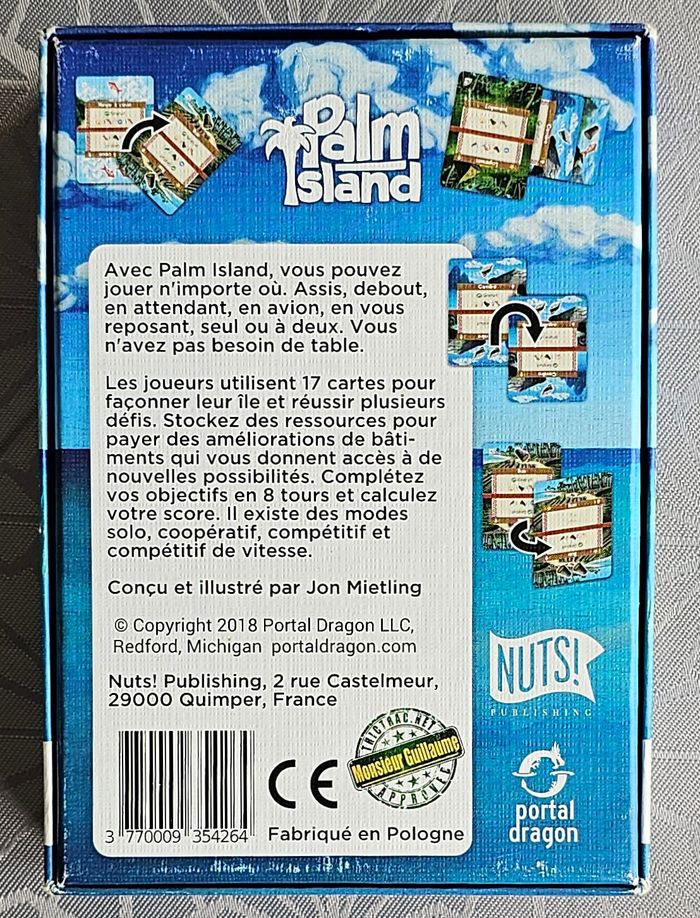 Palm
Island
Avec Palm Island, vous pouvez
jouer n'importe où. Assis, debout,
en attendant, en avion, en vous
reposant, seul ou à deux. Vous
n'avez pas besoin de table.
Les joueurs utilisent 17 cartes pour
façonner leur île et réussir plusieurs
défis. Stockez des ressources pour
payer des améliorations de bâti-
ments qui vous donnent accès à de
nouvelles possibilités. Complétez
vos objectifs en 8 tours et calculez
votre score. Il existe des modes
solo, coopératif, compétitif et
compétitif de vitesse.
Conçu et illustré par Jon Mietling
© Copyright 2018 Portal Dragon LLC,
Redford, Michigan portaldragon.com
Nuts! Publishing, 2 rue Castelmeur,
29000 Quimper, France
3 770009 354264
CE
TRICTRAC.NET
Monsieur Guillaume
APPROVED
Fabriqué en Pologne
NUTS!
PUBLISHING
portal
dragon